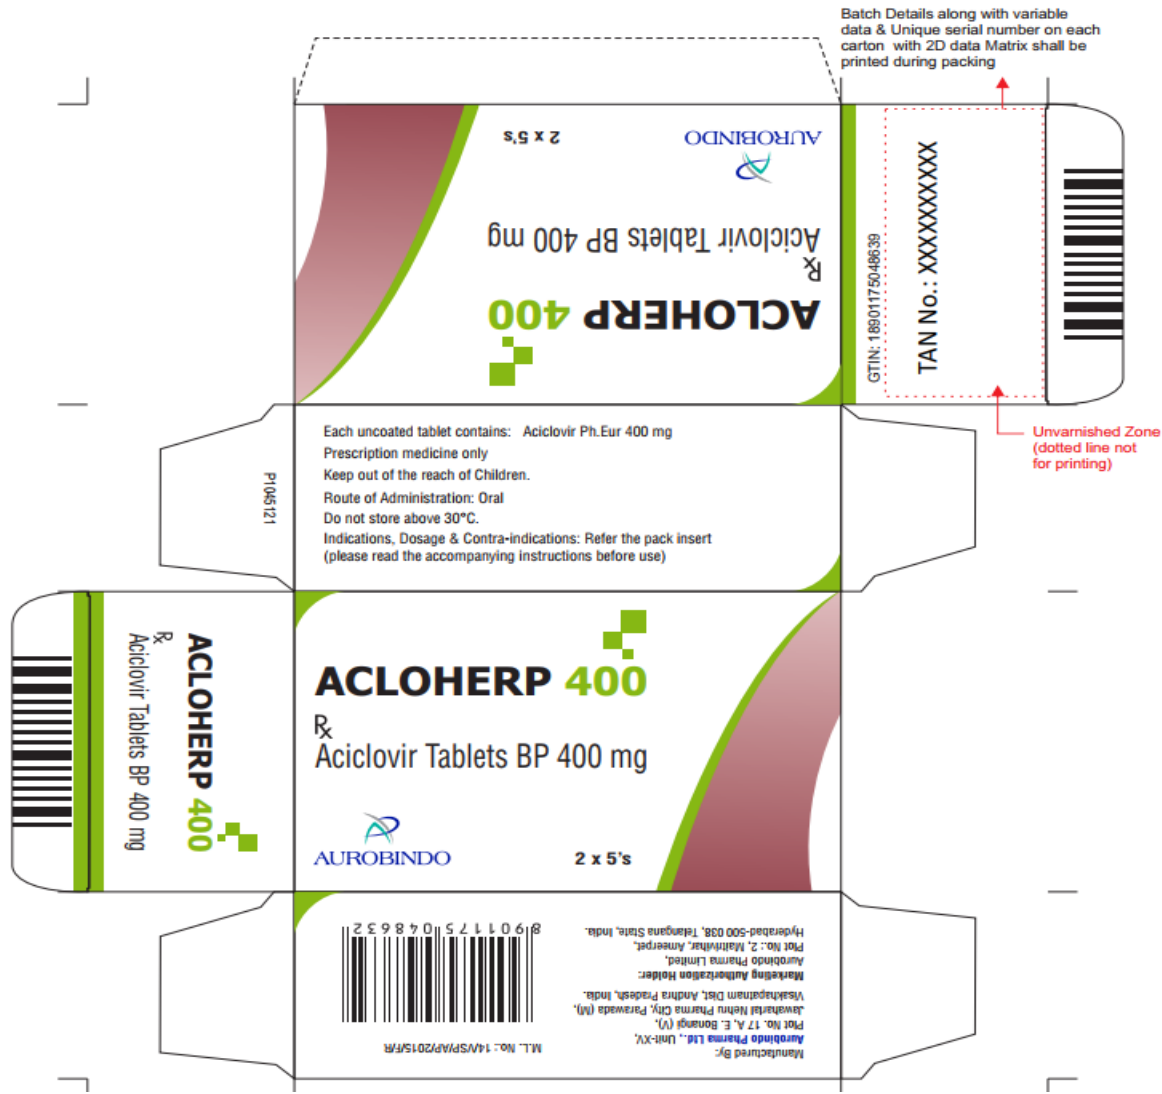 Batch Details along with variable
data & Unique serial number on each
carton with 2D data Matrix shall be
printed during packing
2 x 5's
AUROBINDO
Aciclovir Tablets BP 400 mg
Rx
ACLOHERP 400
GTIN: 18901175048639
TAN No.: XXXXXXXXXX
Unvarnished Zone
(dotted line not
for printing)
Each uncoated tablet contains: Aciclovir Ph.Eur 400 mg
Prescription medicine only
Keep out of the reach of Children.
Route of Administration: Oral
Do not store above 30°C.
Indications, Dosage & Contra-indications: Refer the pack insert
(please read the accompanying instructions before use)
P1045121
ACLOHERP 400
Rx
Aciclovir Tablets BP 400 mg
ACLOHERP 400
Rx
Aciclovir Tablets BP 400 mg
AUROBINDO
2 x 5's
Manufactured By:
Aurobindo Pharma Ltd., Unit-XV,
Plot No. 17 A, E. Bonangi (V),
Jawaharlal Nehru Pharma City, Parawada (M),
Visakhapatnam Dist, Andhra Pradesh, India.
Marketing Authorization Holder:
Aurobindo Pharma Limited,
Plot No.: 2, Maitrivihar, Ameerpet,
Hyderabad-500 038, Telangana State, India.
M.L. No.: 14/VSP/AP/2015/F/R
8901175048632